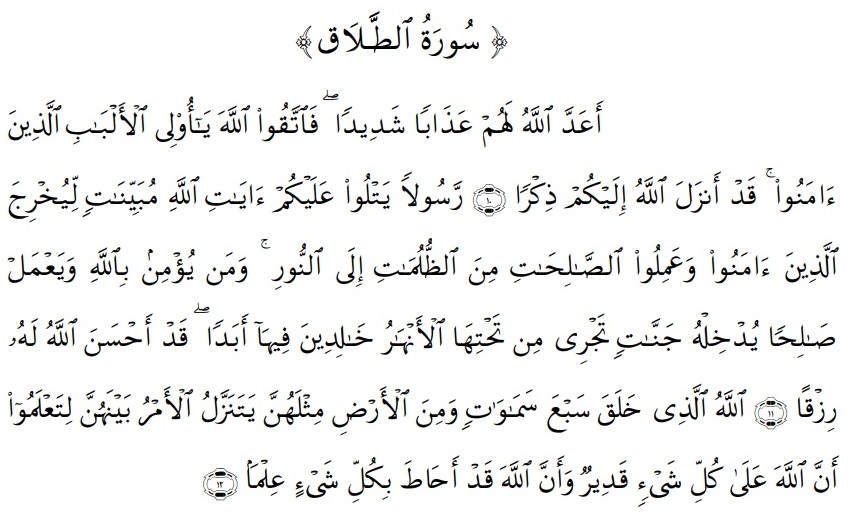 ﴿ سُورَةُ ٱلطَّلَاق ﴾
أَعَدَّ ٱللَّهُ لَهُمْ عَذَابًا شَدِيدًا ۖ فَٱتَّقُوا۟ ٱللَّهَ يَـٰٓأُو۟لِى ٱلْأَلْبَـٰبِ ٱلَّذِينَ
ءَامَنُوا۟ ۚ قَدْ أَنزَلَ ٱللَّهُ إِلَيْكُمْ ذِكْرًا ١٠ رَّسُولاً يَتْلُوا۟ عَلَيْكُمْ ءَايَـٰتِ ٱللَّهِ مُبَيِّنَـٰتٍ لِّيُخْرِجَ
ٱلَّذِينَ ءَامَنُوا۟ وَعَمِلُوا۟ ٱلصَّـٰلِحَـٰتِ مِنَ ٱلظُّلُمَـٰتِ إِلَى ٱلنُّورِ ۚ وَمَن يُؤْمِنۢ بِٱللَّهِ وَيَعْمَلْ
صَـٰلِحًا يُدْخِلْهُ جَنَّـٰتٍ تَجْرِى مِن تَحْتِهَا ٱلْأَنْهَـٰرُ خَـٰلِدِينَ فِيهَآ أَبَدًا ۖ قَدْ أَحْسَنَ ٱللَّهُ لَهُۥ
رِزْقًا ١١ ٱللَّهُ ٱلَّذِى خَلَقَ سَبْعَ سَمَـٰوَٰتٍ وَمِنَ ٱلْأَرْضِ مِثْلَهُنَّ يَتَنَزَّلُ ٱلْأَمْرُ بَيْنَهُنَّ لِتَعْلَمُوٓا۟
أَنَّ ٱللَّهَ عَلَىٰ كُلِّ شَىْءٍ قَدِيرٌ وَأَنَّ ٱللَّهَ قَدْ أَحَاطَ بِكُلِّ شَىْءٍ عِلْمًۢا ١٢